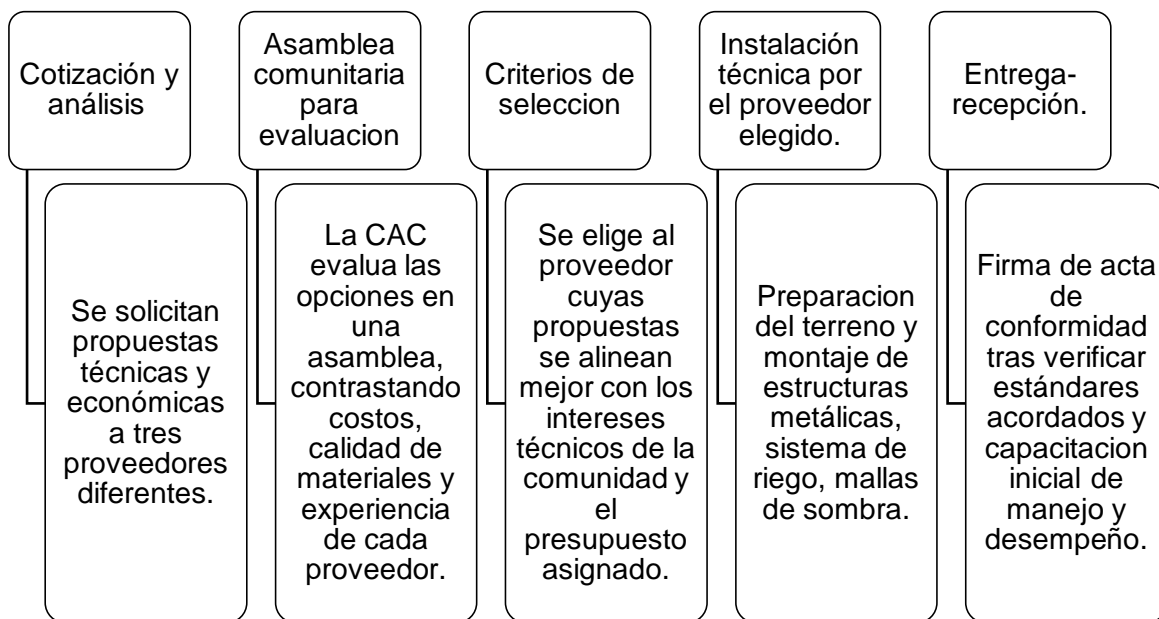 Cotización y
análisis
Se solicitan
propuestas
técnicas y
económicas
a tres
proveedores
diferentes.
Asamblea
comunitaria
para
evaluacion
La CAC
evalua las
opciones en
una
asamblea,
contrastando
costos,
calidad de
materiales y
experiencia
de cada
proveedor.
Criterios de
seleccion
Se elige al
proveedor
cuyas
propuestas
se alinean
mejor con los
intereses
técnicos de la
comunidad y
el
presupuesto
asignado.
Instalación
técnica por
el proveedor
elegido.
Preparacion
del terreno y
montaje de
estructuras
metálicas,
sistema de
riego, mallas
de sombra.
Entrega-
recepción.
Firma de acta
de
conformidad
tras verificar
estándares
acordados y
capacitacion
inicial de
manejo y
desempeño.